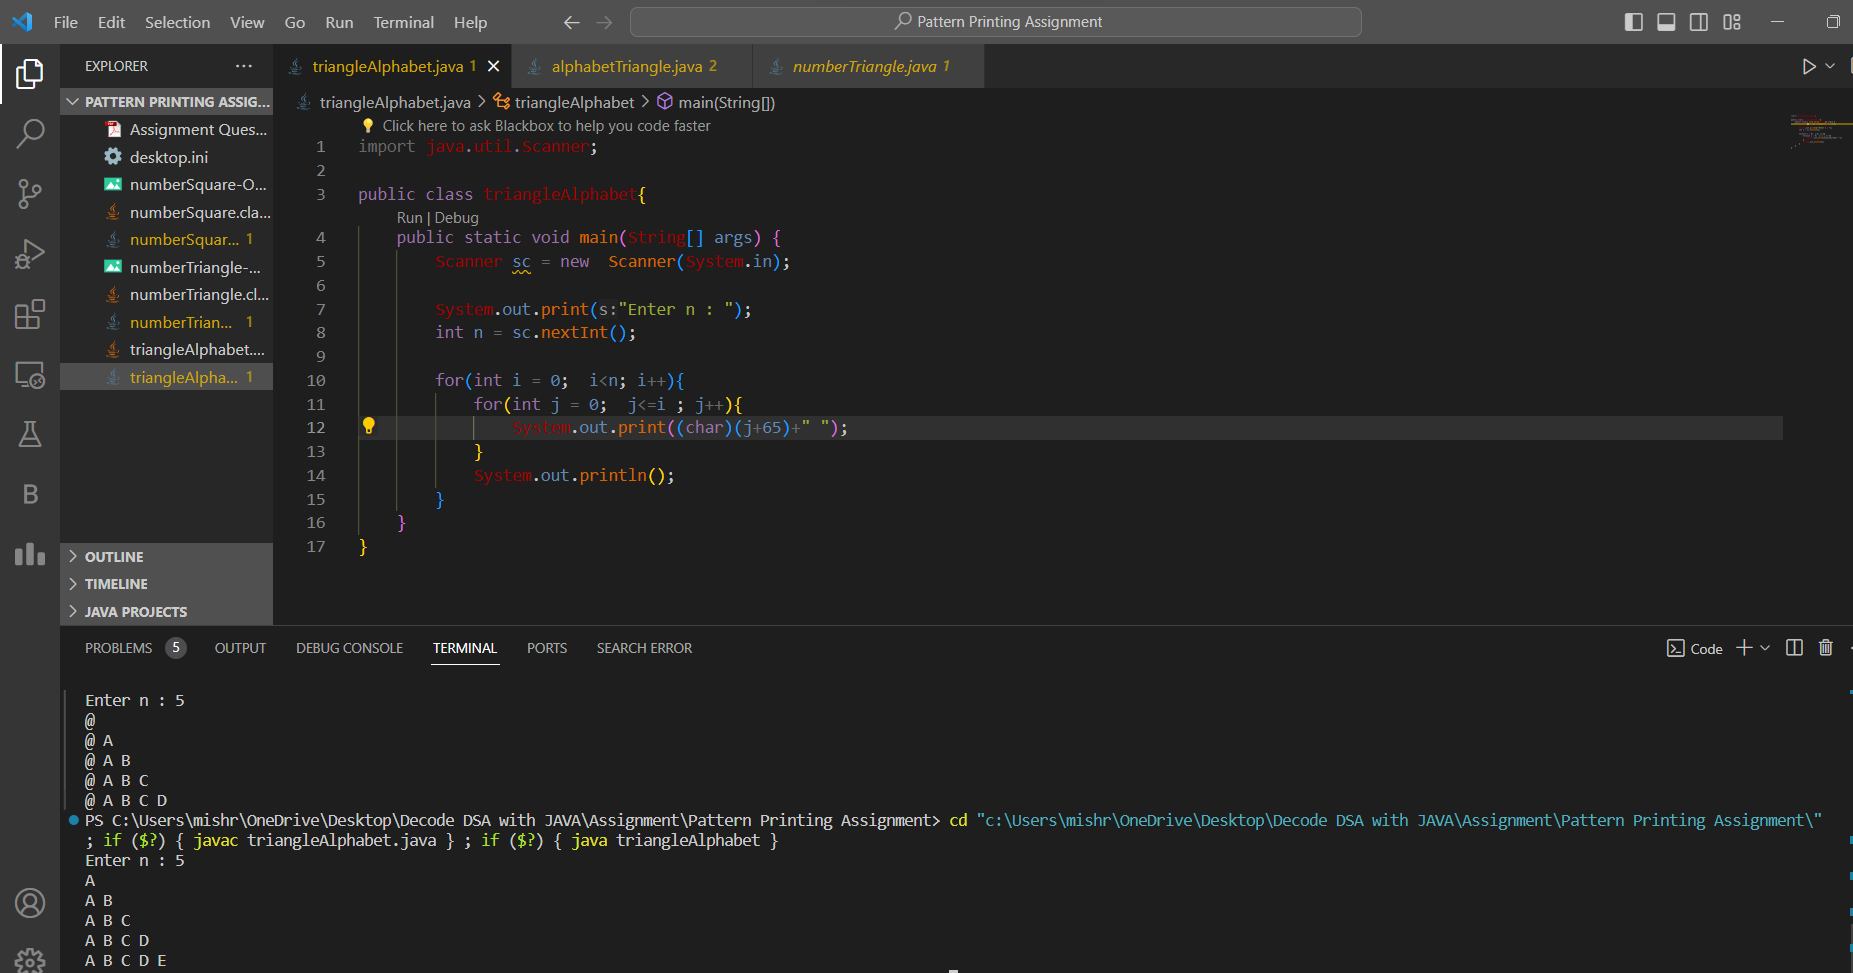 File Edit Selection View Go Run Terminal Help
Pattern Printing Assignment
EXPLORER
PATTERN PRINTING ASSIG...
Assignment Ques...
desktop.ini
numberSquare-O...
numberSquare.cla...
numberSquar... 1
numberTriangle-...
numberTriangle.cl...
numberTrian... 1
triangleAlphabet....
triangleAlpha... 1
OUTLINE
TIMELINE
JAVA PROJECTS
triangleAlphabet.java 1
alphabetTriangle.java 2
numberTriangle.java 1
triangleAlphabet.java > triangleAlphabet > main(String[])
Click here to ask Blackbox to help you code faster
1 import java.util.Scanner;
2
3 public class triangleAlphabet{
Run | Debug
4 public static void main(String[] args) {
5 Scanner sc = new  Scanner(System.in);
6
7 System.out.print(s:"Enter n : ");
8 int n = sc.nextInt();
9
10 for(int i = 0;  i<n; i++){
11 for(int j = 0;  j<=i ; j++){
12 System.out.print((char)(j+65)+" ");
13 }
14 System.out.println();
15 }
16 }
17 }
PROBLEMS 5 OUTPUT DEBUG CONSOLE TERMINAL PORTS SEARCH ERROR
Code
Enter n : 5
@
@ A
@ A B
@ A B C
@ A B C D
PS C:\Users\mishr\OneDrive\Desktop\Decode DSA with JAVA\Assignment\Pattern Printing Assignment> cd "c:\Users\mishr\OneDrive\Desktop\Decode DSA with JAVA\Assignment\Pattern Printing Assignment\"
; if ($?) { javac triangleAlphabet.java } ; if ($?) { java triangleAlphabet }
Enter n : 5
A
A B
A B C
A B C D
A B C D E